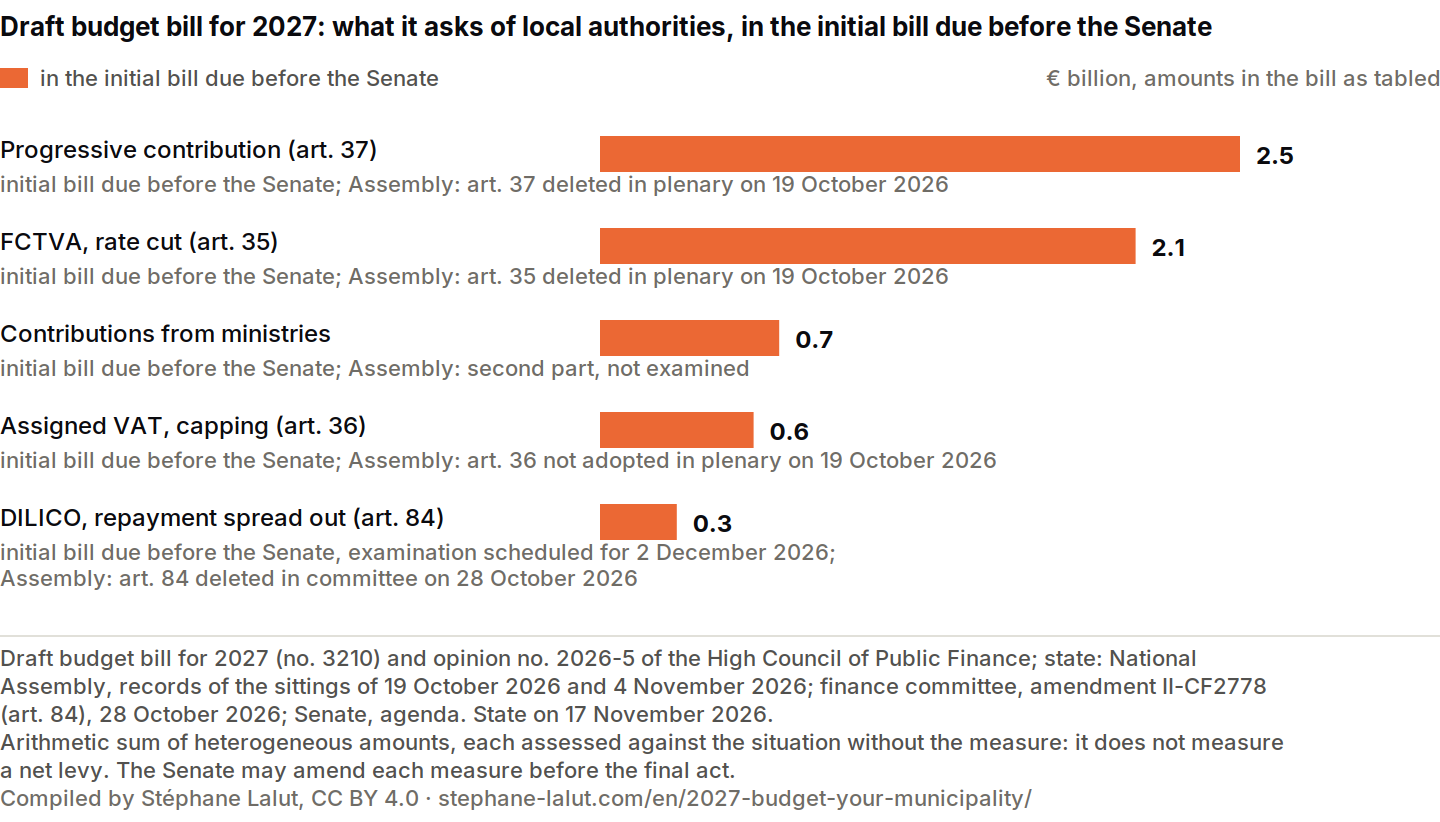 Draft budget bill for 2027: what it asks of local authorities, in the initial bill due before the Senate
in the initial bill due before the Senate
€ billion, amounts in the bill as tabled
Progressive contribution (art. 37)
2.5
initial bill due before the Senate; Assembly: art. 37 deleted in plenary on 19 October 2026
FCTVA, rate cut (art. 35)
2.1
initial bill due before the Senate; Assembly: art. 35 deleted in plenary on 19 October 2026
Contributions from ministries
0.7
initial bill due before the Senate; Assembly: second part, not examined
Assigned VAT, capping (art. 36)
0.6
initial bill due before the Senate; Assembly: art. 36 not adopted in plenary on 19 October 2026
DILICO, repayment spread out (art. 84)
0.3
initial bill due before the Senate, examination scheduled for 2 December 2026;
Assembly: art. 84 deleted in committee on 28 October 2026
Draft budget bill for 2027 (no. 3210) and opinion no. 2026-5 of the High Council of Public Finance; state: National
Assembly, records of the sittings of 19 October 2026 and 4 November 2026; finance committee, amendment II-CF2778
(art. 84), 28 October 2026; Senate, agenda. State on 17 November 2026.
Arithmetic sum of heterogeneous amounts, each assessed against the situation without the measure: it does not measure
a net levy. The Senate may amend each measure before the final act.
Compiled by Stéphane Lalut, CC BY 4.0 · stephane-lalut.com/en/2027-budget-your-municipality/